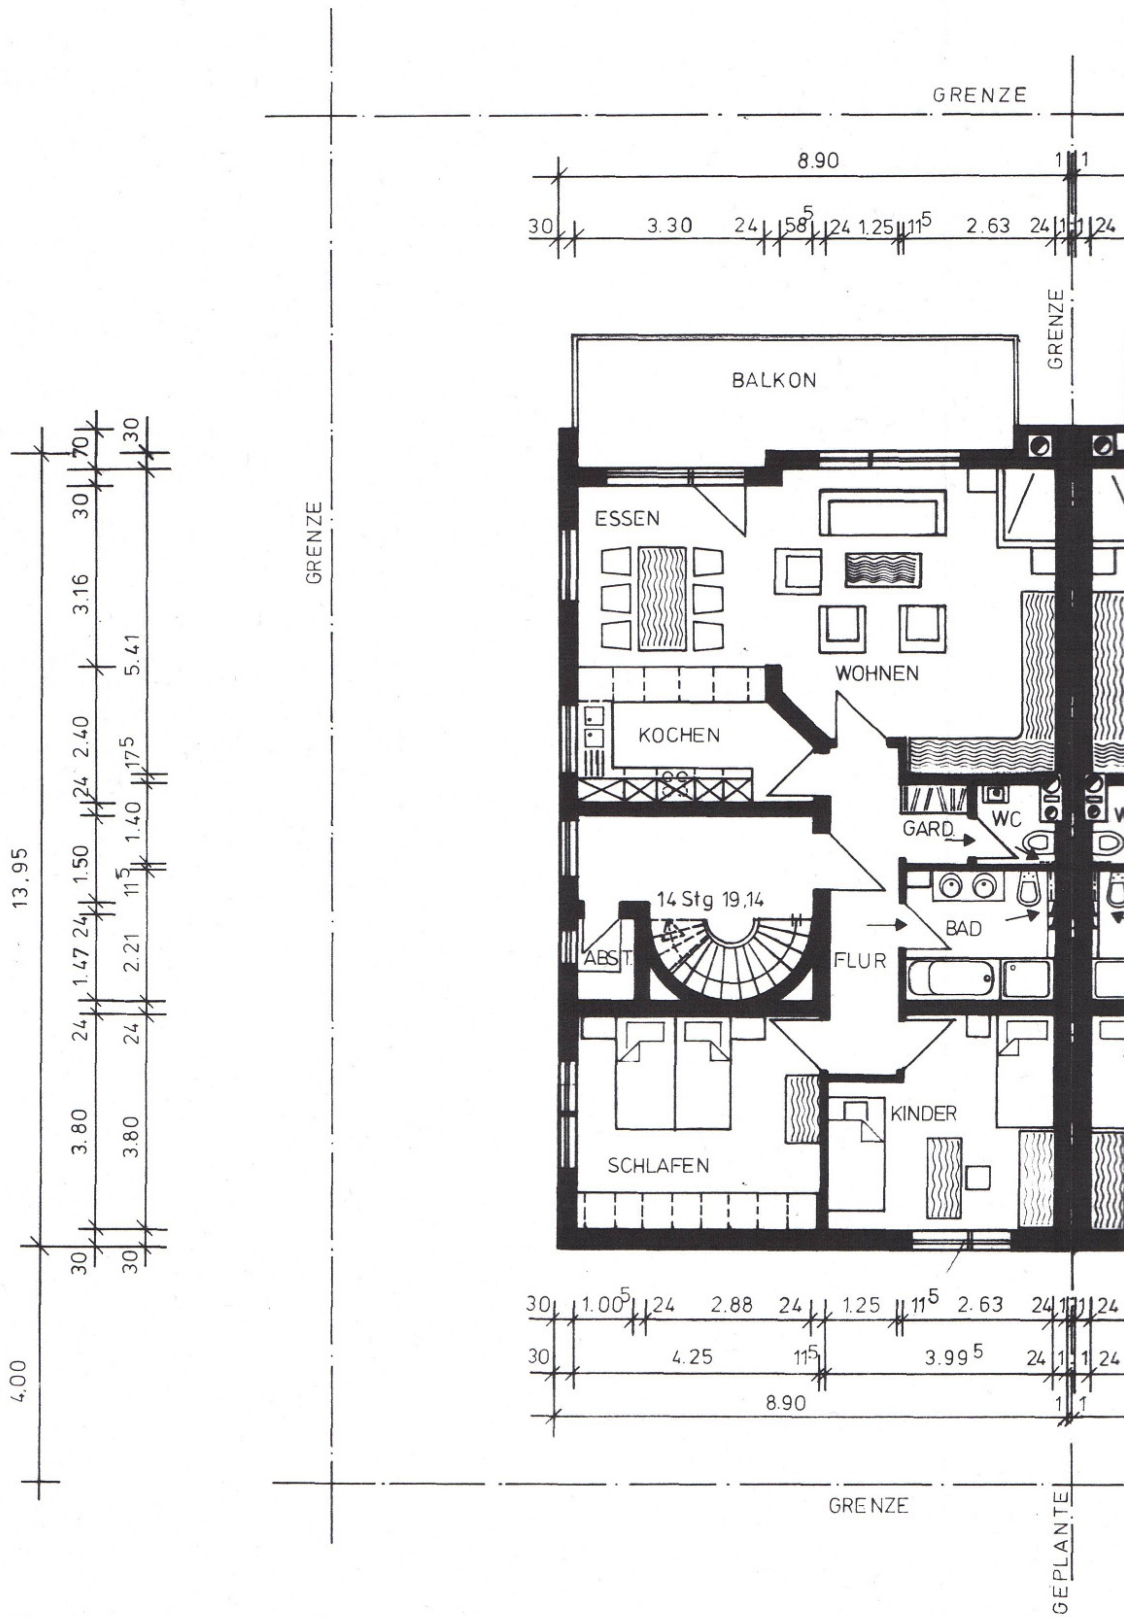 GRENZE
8.90 1 1
30 3.30 24 58⁵ 24 1.25 11⁵ 2.63 24 1 1 24
GRENZE
BALKON
70 30
30
GRENZE
ESSEN
3.16
5.41
WOHNEN
KOCHEN
2.40
17⁵
24
1.40
GARD.
WC
W
13,95
1.50
11⁵
14 Stg 19,14
24
BAD
ABST.
FLUR
1.47
2.21
24
24
KINDER
3.80
3.80
SCHLAFEN
30
30
30 1.00⁵ 24 2.88 24 1.25 11⁵ 2.63 24 1 1 24
30 4.25 11⁵ 3.99⁵ 24 1 1 24
4.00
8.90 1 1
GRENZE
GEPLANTE